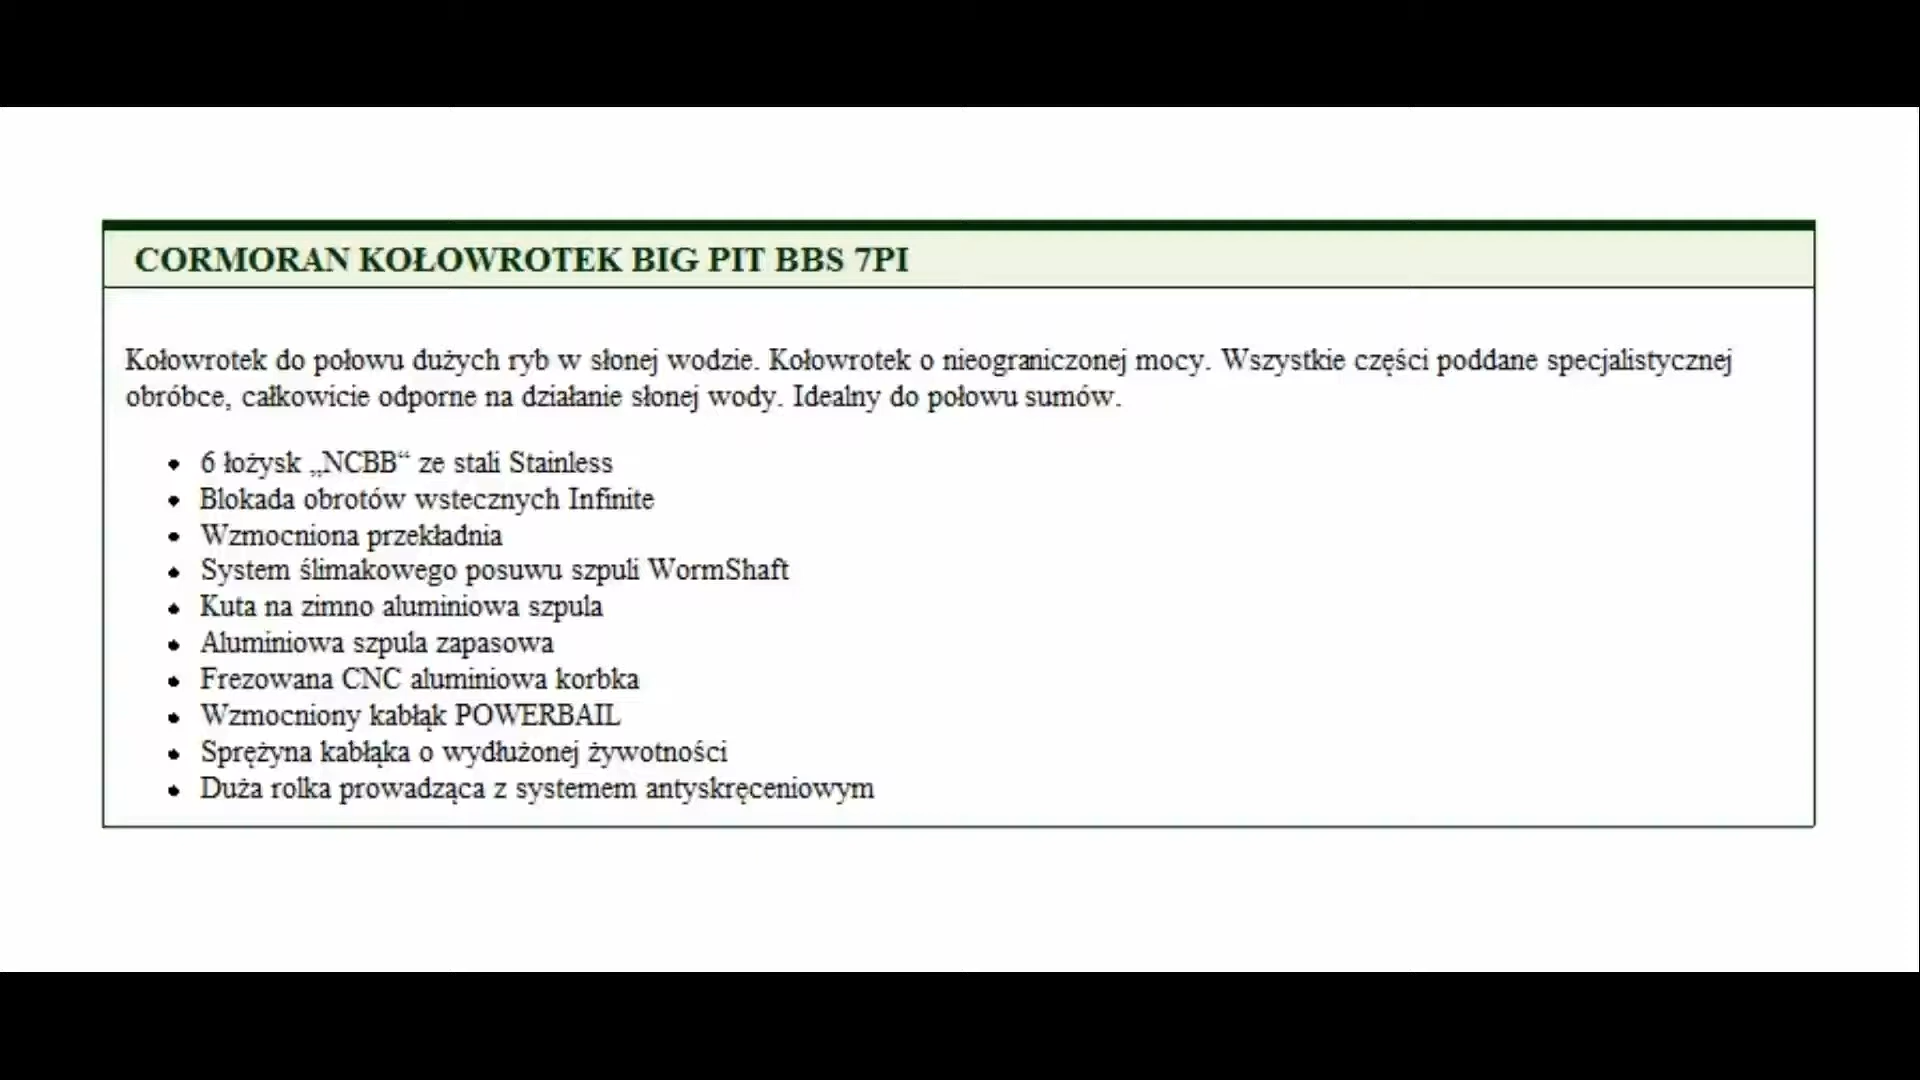 CORMORAN KOŁOWROTEK BIG PIT BBS 7PI
Kołowrotek do połowu dużych ryb w słonej wodzie. Kołowrotek o nieograniczonej mocy. Wszystkie części poddane specjalistycznej
obróbce, całkowicie odporne na działanie słonej wody. Idealny do połowu sumów.
• 6 łożysk „NCBB“ ze stali Stainless
• Blokada obrotów wstecznych Infinite
• Wzmocniona przekładnia
• System ślimakowego posuwu szpuli WormShaft
• Kuta na zimno aluminiowa szpula
• Aluminiowa szpula zapasowa
• Frezowana CNC aluminiowa korbka
• Wzmocniony kabłąk POWERBAIL
• Sprężyna kabłąka o wydłużonej żywotności
• Duża rolka prowadząca z systemem antyskręceniowym